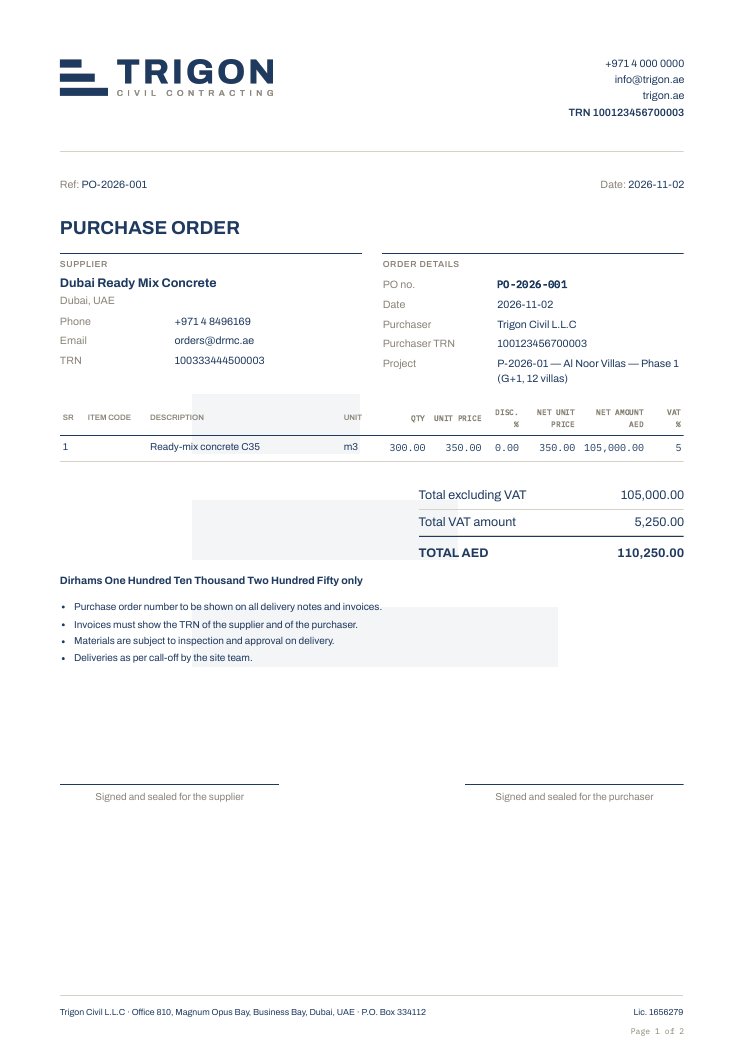 TRIGON
CIVIL CONTRACTING
+971 4 000 0000
info@trigon.ae
trigon.ae
TRN 100123456700003
Ref: PO-2026-001 Date: 2026-11-02
PURCHASE ORDER
SUPPLIER
Dubai Ready Mix Concrete
Dubai, UAE
Phone +971 4 8496169
Email orders@drmc.ae
TRN 100333444500003
ORDER DETAILS
PO no. PO-2026-001
Date 2026-11-02
Purchaser Trigon Civil L.L.C
Purchaser TRN 100123456700003
Project P-2026-01 — Al Noor Villas — Phase 1
(G+1, 12 villas)
SR ITEM CODE DESCRIPTION UNIT QTY UNIT PRICE DISC. % NET UNIT PRICE NET AMOUNT AED VAT %
1 Ready-mix concrete C35 m3 300.00 350.00 0.00 350.00 105,000.00 5
Total excluding VAT 105,000.00
Total VAT amount 5,250.00
TOTAL AED 110,250.00
Dirhams One Hundred Ten Thousand Two Hundred Fifty only
• Purchase order number to be shown on all delivery notes and invoices.
• Invoices must show the TRN of the supplier and of the purchaser.
• Materials are subject to inspection and approval on delivery.
• Deliveries as per call-off by the site team.
Signed and sealed for the supplier Signed and sealed for the purchaser
Trigon Civil L.L.C · Office 810, Magnum Opus Bay, Business Bay, Dubai, UAE · P.O. Box 334112 Lic. 1656279
Page 1 of 2